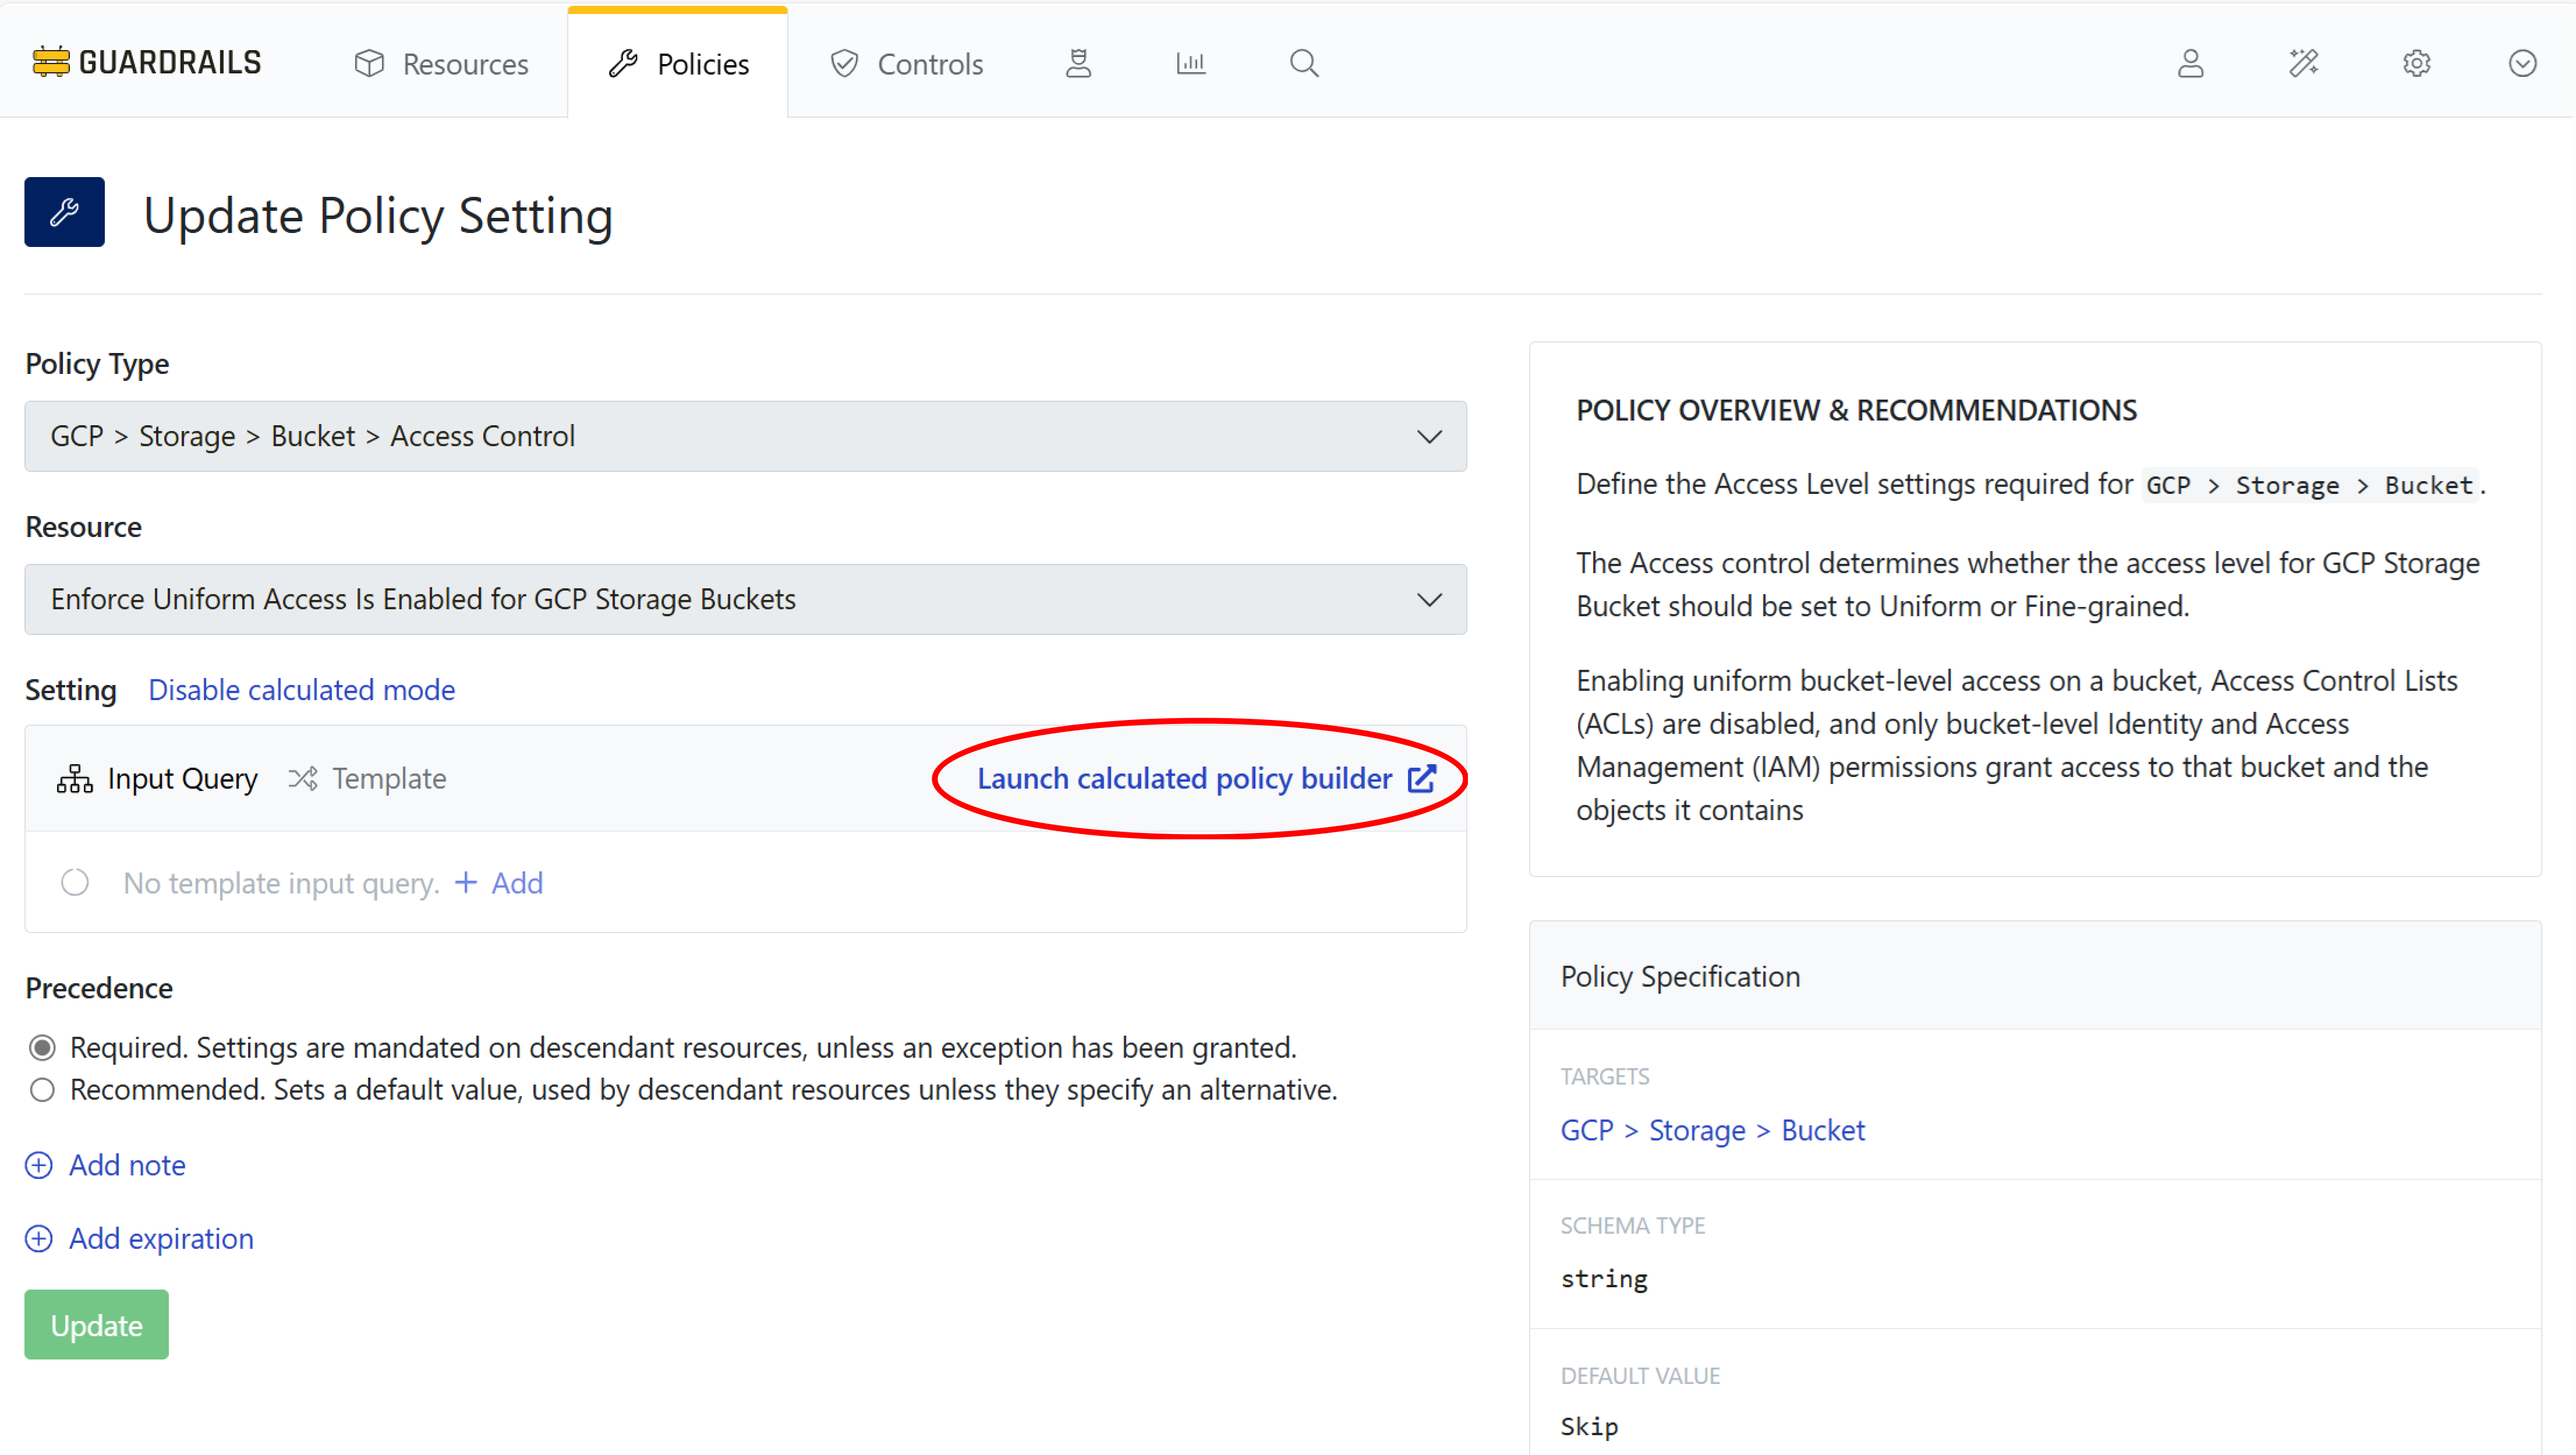 GUARDRAILS
Resources
Policies
Controls
Update Policy Setting
Policy Type
GCP > Storage > Bucket > Access Control
Resource
Enforce Uniform Access Is Enabled for GCP Storage Buckets
Setting Disable calculated mode
Input Query Template Launch calculated policy builder
No template input query. + Add
Precedence
Required. Settings are mandated on descendant resources, unless an exception has been granted.
Recommended. Sets a default value, used by descendant resources unless they specify an alternative.
Add note
Add expiration
Update
POLICY OVERVIEW & RECOMMENDATIONS
Define the Access Level settings required for GCP > Storage > Bucket.
The Access control determines whether the access level for GCP Storage
Bucket should be set to Uniform or Fine-grained.
Enabling uniform bucket-level access on a bucket, Access Control Lists
(ACLs) are disabled, and only bucket-level Identity and Access
Management (IAM) permissions grant access to that bucket and the
objects it contains
Policy Specification
TARGETS
GCP > Storage > Bucket
SCHEMA TYPE
string
DEFAULT VALUE
Skip